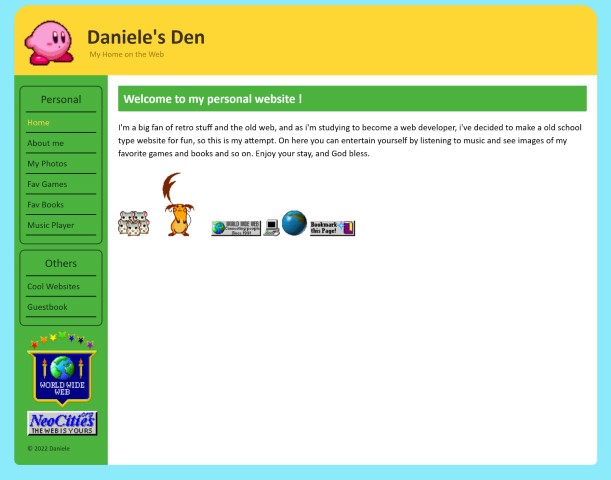 Daniele's Den
My Home on the Web
Personal
Home
About me
My Photos
Fav Games
Fav Books
Music Player
Others
Cool Websites
Guestbook
WORLD WIDE
WEB
NeoCities.org
THE WEB IS YOURS
© 2022 Daniele
Welcome to my personal website !
I'm a big fan of retro stuff and the old web, and as i'm studying to become a web developer, i've decided to make a old school
type website for fun, so this is my attempt. On here you can entertain yourself by listening to music and see images of my
favorite games and books and so on. Enjoy your stay, and God bless.
WORLD WIDE WEB
Connecting people
Since 1991
Bookmark
this Page!